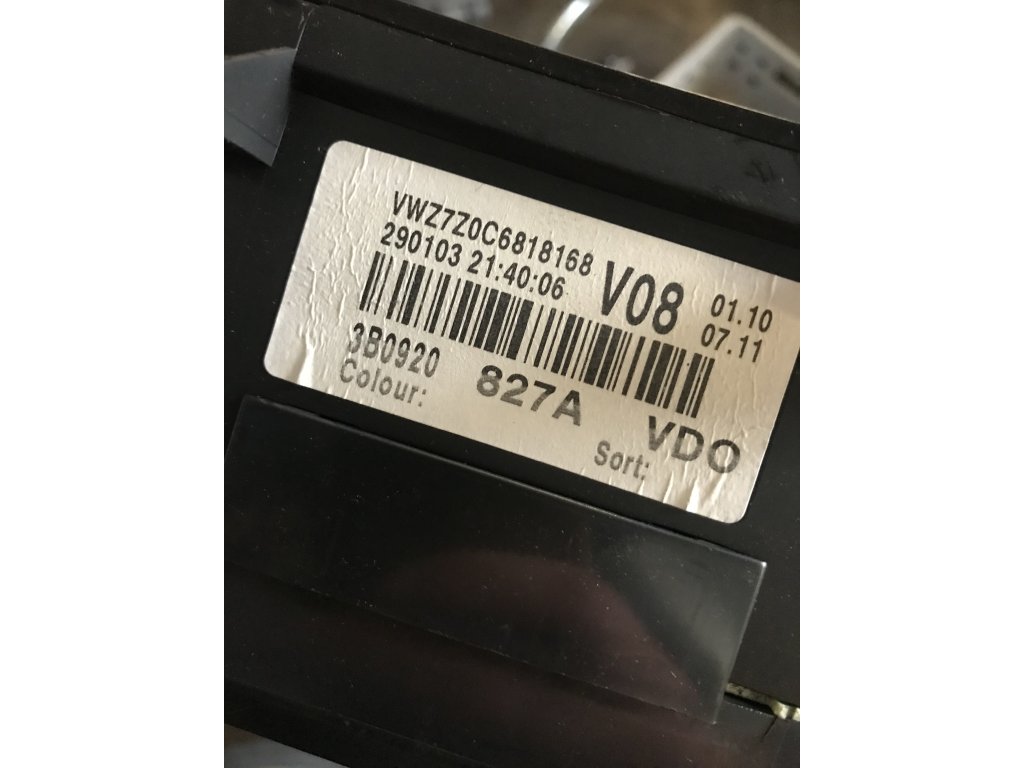 VWZ7Z0C6818168
290103 21:40:06
V08
01.10
07.11
3B0920 827A VDO
Colour: Sort: